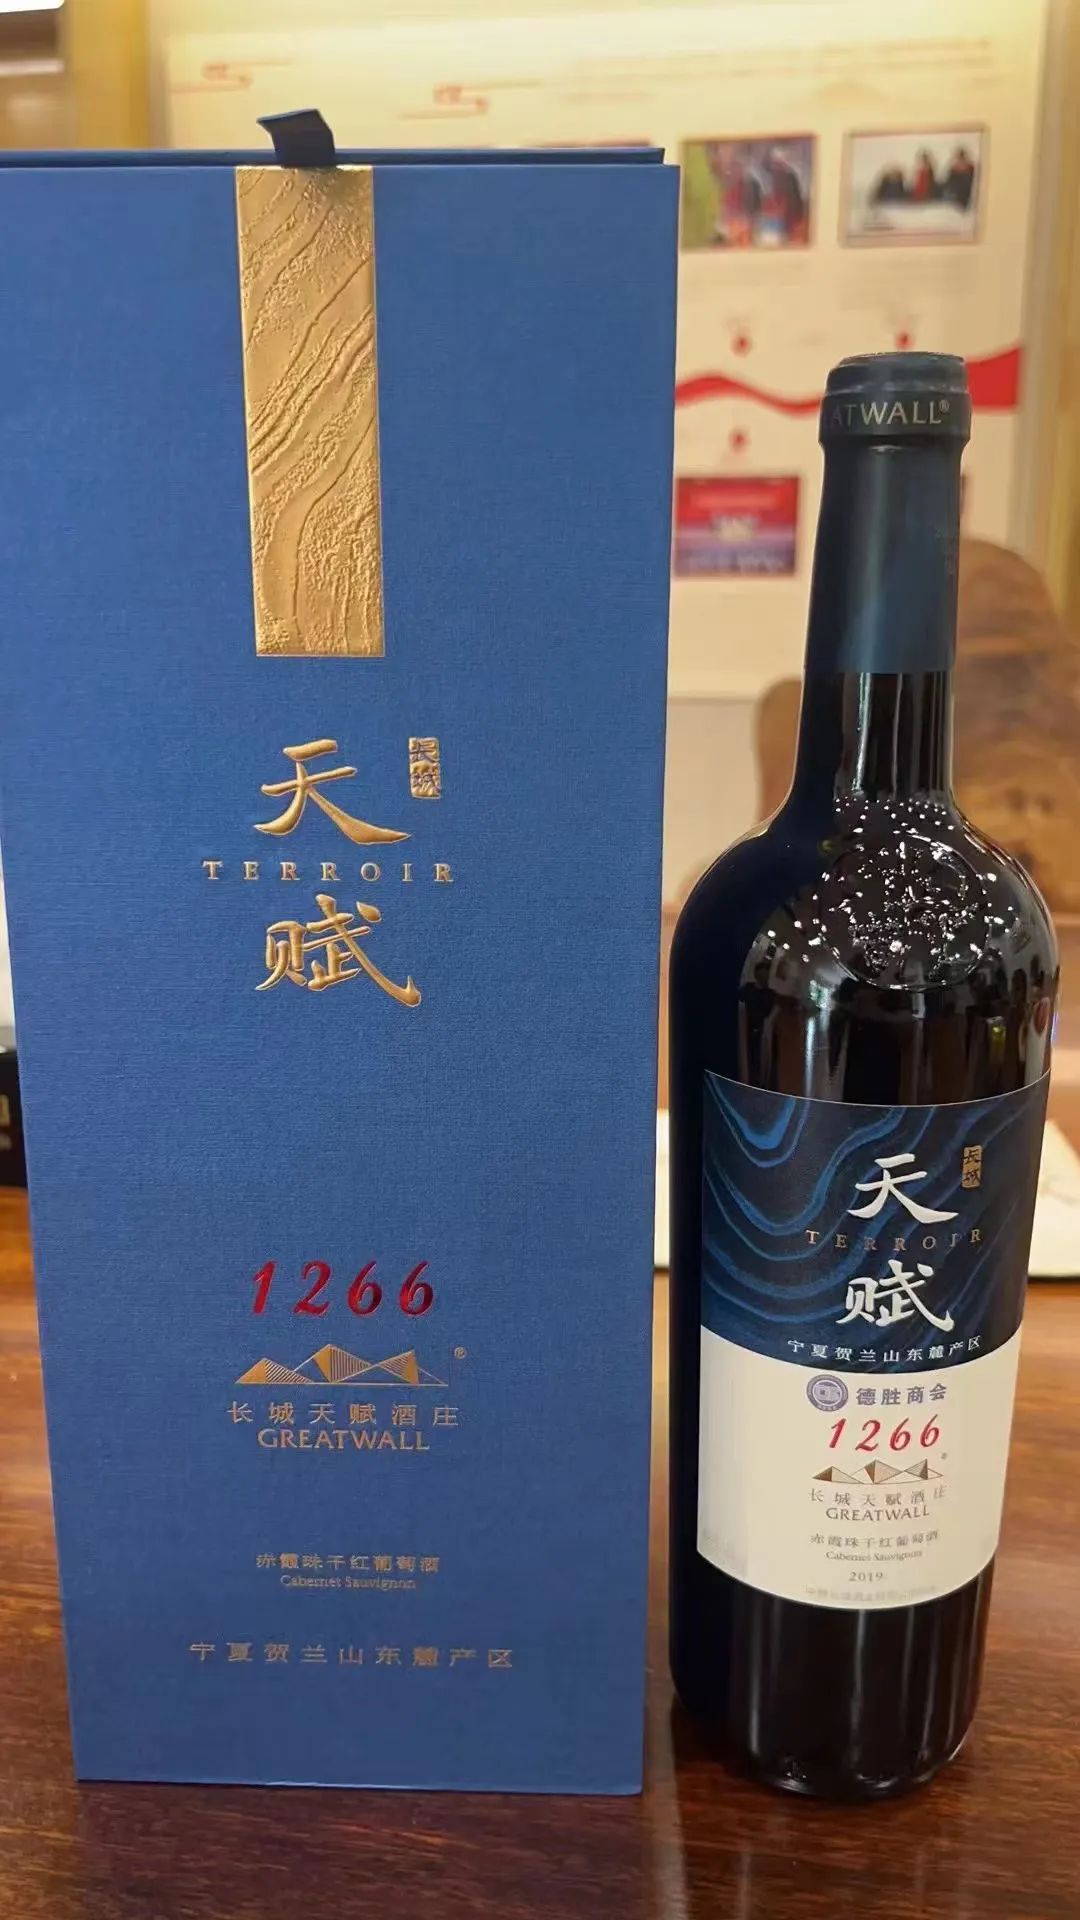 长城
天
TERROIR
赋
1266
®
长城天赋酒庄
GREATWALL
赤霞珠干红葡萄酒
Cabernet Sauvignon
宁夏贺兰山东麓产区
ATWALL®
长城
天
TERROIR
赋
宁夏贺兰山东麓产区
德胜商会
1266
®
长城天赋酒庄
GREATWALL
赤霞珠干红葡萄酒
Cabernet Sauvignon
2019